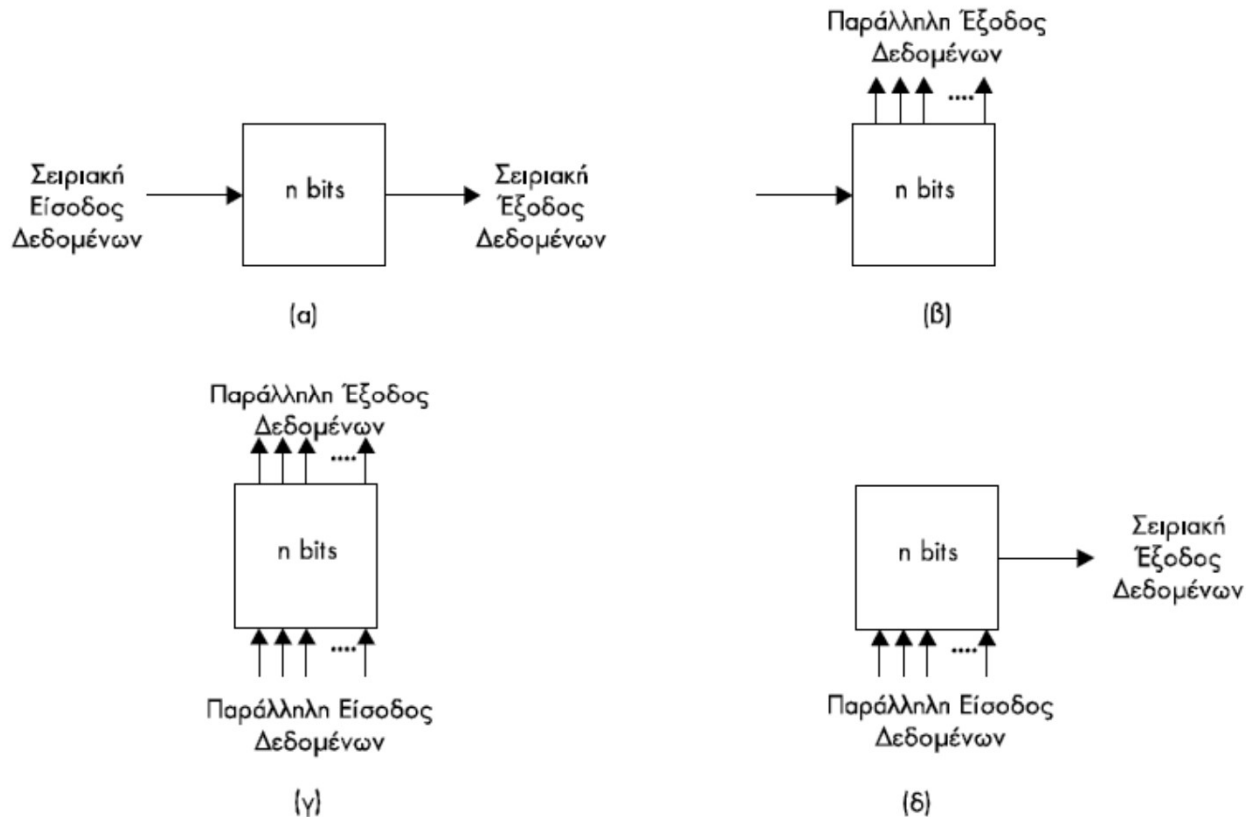 Σειριακή
Είσοδος
Δεδομένων
n bits
Σειριακή
Έξοδος
Δεδομένων
(α)
Παράλληλη Έξοδος
Δεδομένων
....
n bits
(β)
Παράλληλη Έξοδος
Δεδομένων
....
n bits
....
Παράλληλη Είσοδος
Δεδομένων
(γ)
n bits
Σειριακή
Έξοδος
Δεδομένων
....
Παράλληλη Είσοδος
Δεδομένων
(δ)